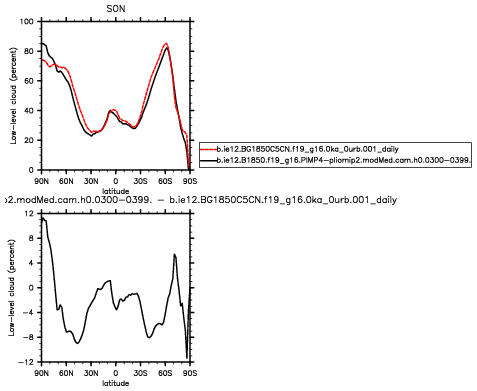 SON
100
80
60
40
20
0
Low-level cloud (percent)
90N 60N 30N 0 30S 60S 90S
latitude
b.ie12.BG1850C5CN.f19_g16.0ka_0urb.001_daily
b.ie12.B1850.f19_g16.PIMP4-pliomip2.modMed.cam.h0.0300-0399.
p2.modMed.cam.h0.0300-0399. - b.ie12.BG1850C5CN.f19_g16.0ka_0urb.001_daily
12
8
4
0
-4
-8
-12
Low-level cloud (percent)
90N 60N 30N 0 30S 60S 90S
latitude